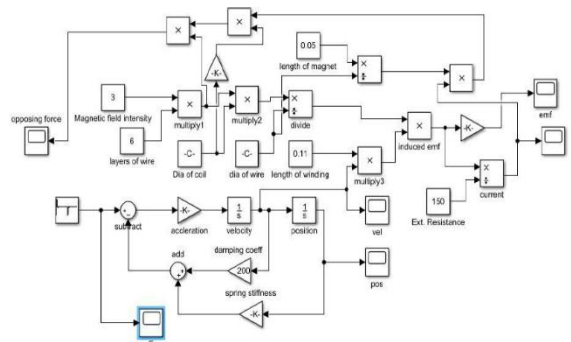 0.05
length of magnet
-K-
3
Magnetic field intensity
multiply1
multiply2
divide
emf
opposing force
6
layers of wire
-C-
Dia of coil
-C-
dia of wire
0.11
length of winding
multiply3
induced emf
-K-
current
150
Ext. Resistance
subtract
-K-
accleration
1
s
velocity
1
s
position
vel
add
damping coeff
200
spring stiffness
-K-
pos